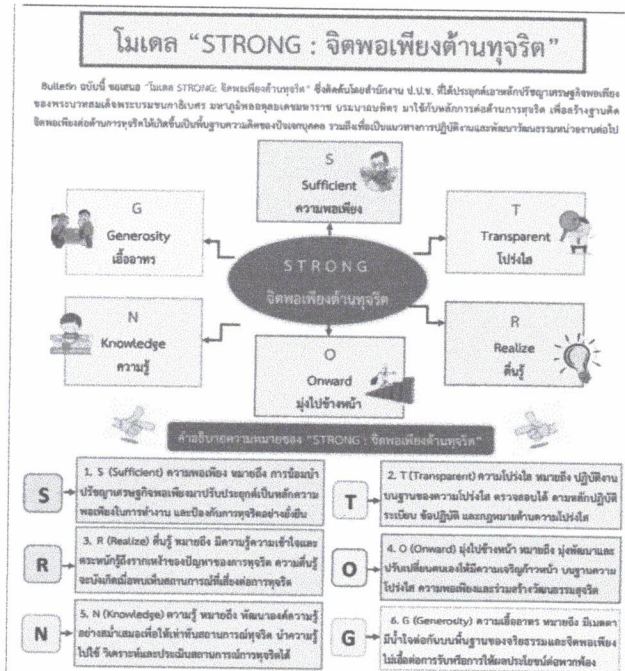 โมเดล “STRONG : จิตพอเพียงต้านทุจริต”
Bulletin ฉบับนี้ ขอเสนอ “โมเดล STRONG: จิตพอเพียงต้านทุจริต” ซึ่งคิดค้นโดยสำนักงาน ป.ป.ช. ที่ได้ประยุกต์เอาหลักปรัชญาเศรษฐกิจพอเพียง
ของพระบาทสมเด็จพระบรมชนกาธิเบศร มหาภูมิพลอดุลยเดชมหาราช บรมนาถบพิตร มาใช้กับหลักการต่อต้านการทุจริต เพื่อสร้างฐานคิด
จิตพอเพียงต่อต้านการทุจริตให้เกิดขึ้นเป็นพื้นฐานความคิดของปัจเจกบุคคล รวมถึงเพื่อเป็นแนวทางการปฏิบัติงานและพัฒนาวัฒนธรรมหน่วยงานต่อไป
S
Sufficient
ความพอเพียง
G
Generosity
เอื้ออาทร
T
Transparent
โปร่งใส
STRONG
จิตพอเพียงต้านทุจริต
N
Knowledge
ความรู้
R
Realize
ตื่นรู้
O
Onward
มุ่งไปข้างหน้า
คำอธิบายความหมายของ “STRONG : จิตพอเพียงต้านทุจริต”
S
1. S (Sufficient) ความพอเพียง หมายถึง การน้อมนำ
ปรัชญาเศรษฐกิจพอเพียงมาปรับประยุกต์เป็นหลักความ
พอเพียงในการทำงาน และป้องกันการทุจริตอย่างยั่งยืน
T
2. T (Transparent) ความโปร่งใส หมายถึง ปฏิบัติงาน
บนฐานของความโปร่งใส ตรวจสอบได้ ตามหลักปฏิบัติ
ระเบียบ ข้อปฏิบัติ และกฎหมายด้านความโปร่งใส
R
3. R (Realize) ตื่นรู้ หมายถึง มีความรู้ความเข้าใจและ
ตระหนักรู้ถึงรากเหง้าของปัญหาของการทุจริต ความตื่นรู้
จะบังเกิดเมื่อพบเห็นสถานการณ์ที่เสี่ยงต่อการทุจริต
O
4. O (Onward) มุ่งไปข้างหน้า หมายถึง มุ่งพัฒนาและ
ปรับเปลี่ยนตนเองให้มีความเจริญก้าวหน้า บนฐานความ
โปร่งใส ความพอเพียงและร่วมสร้างวัฒนธรรมสุจริต
N
5. N (Knowledge) ความรู้ หมายถึง พัฒนาองค์ความรู้
อย่างสม่ำเสมอเพื่อให้เท่าทันสถานการณ์ทุจริต นำความรู้
ไปใช้ วิเคราะห์และประเมินสถานการณ์การทุจริตได้
G
6. G (Generosity) ความเอื้ออาทร หมายถึง มีเมตตา
มีน้ำใจต่อกันบนพื้นฐานของจริยธรรมและจิตพอเพียง
ไม่เอื้อต่อการรับหรือการให้ผลประโยชน์ต่อพวกพ้อง